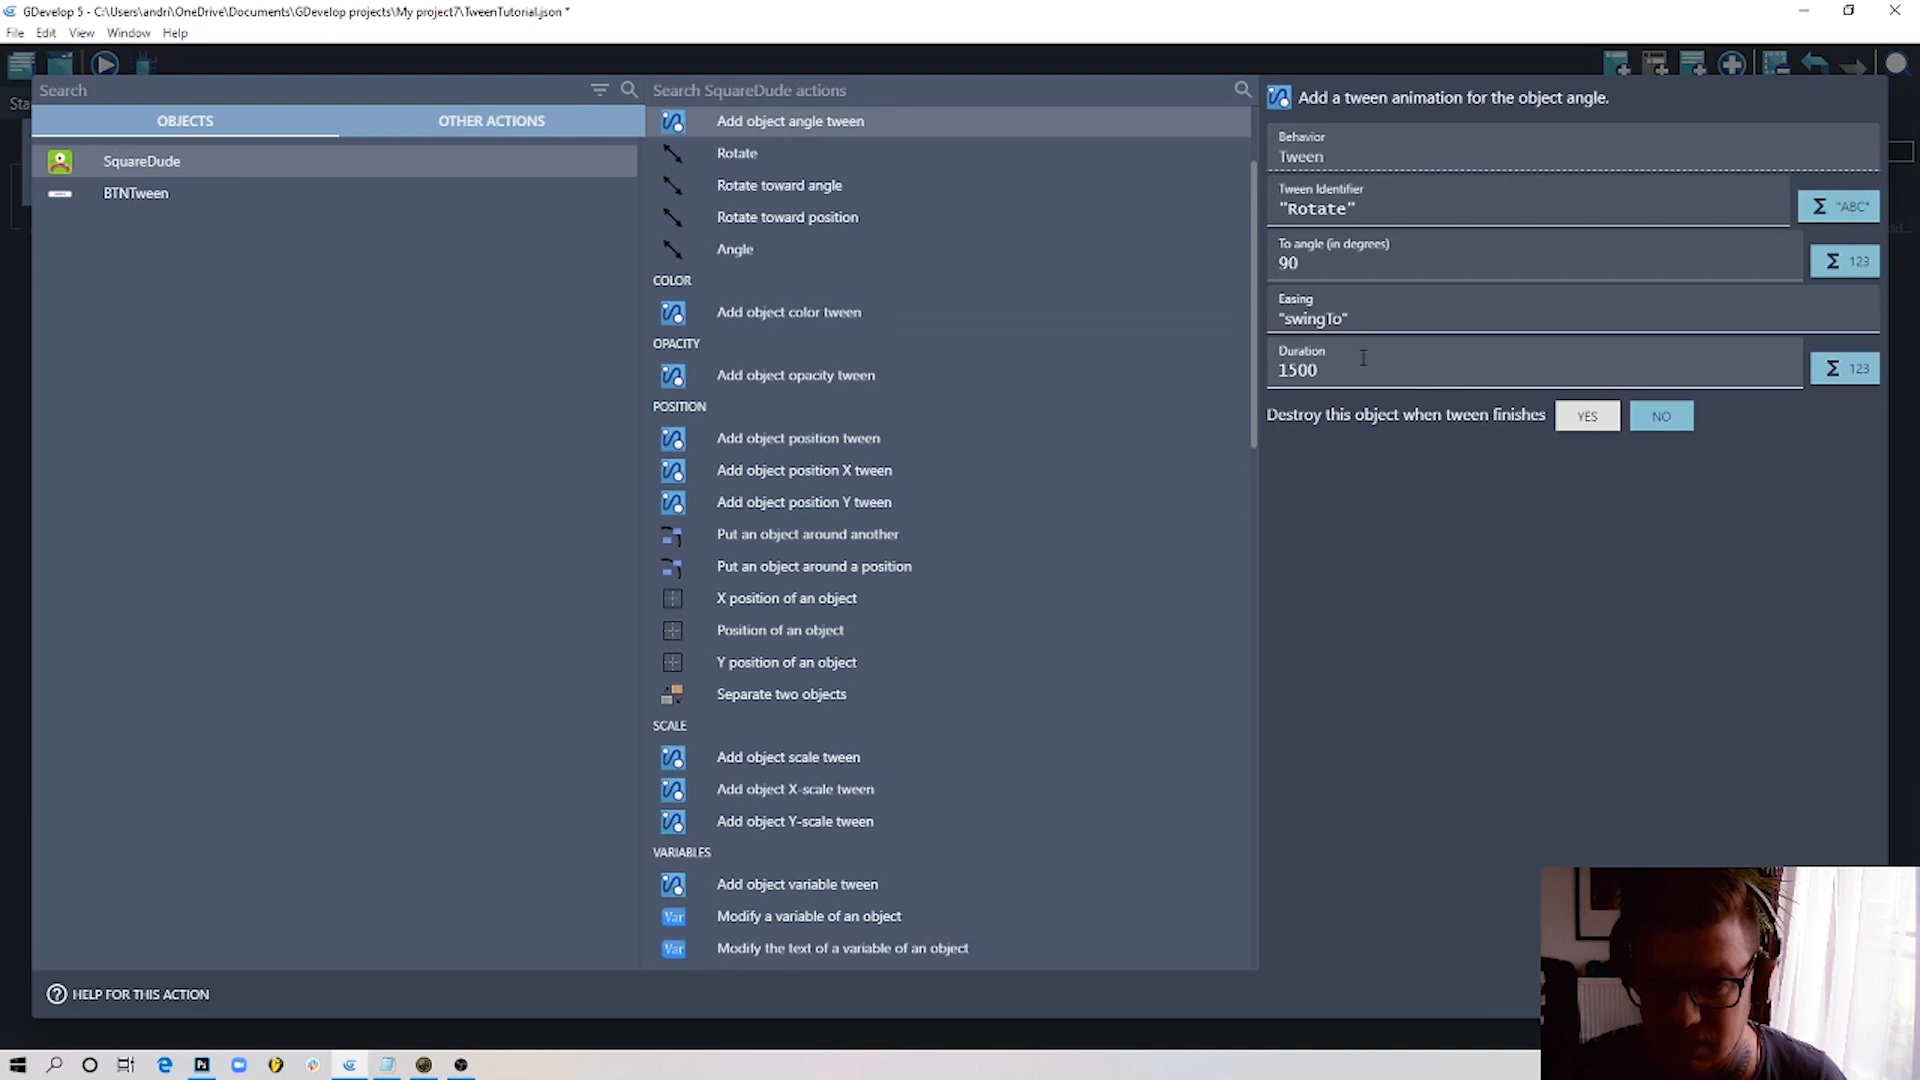 GDevelop 5 - C:\Users\andri\OneDrive\Documents\GDevelop projects\My project7\TweenTutorial.json *
File Edit View Window Help
Sta
Search
Search SquareDude actions
Add a tween animation for the object angle.
OBJECTS
OTHER ACTIONS
SquareDude
BTNTween
Add object angle tween
Rotate
Rotate toward angle
Rotate toward position
Angle
COLOR
Add object color tween
OPACITY
Add object opacity tween
POSITION
Add object position tween
Add object position X tween
Add object position Y tween
Put an object around another
Put an object around a position
X position of an object
Position of an object
Y position of an object
Separate two objects
SCALE
Add object scale tween
Add object X-scale tween
Add object Y-scale tween
VARIABLES
Add object variable tween
Var Modify a variable of an object
Var Modify the text of a variable of an object
Behavior
Tween
Tween Identifier
"Rotate"
Σ "ABC"
To angle (in degrees)
90
Σ 123
Easing
"swingTo"
Duration
1500
Σ 123
Destroy this object when tween finishes YES NO
? HELP FOR THIS ACTION